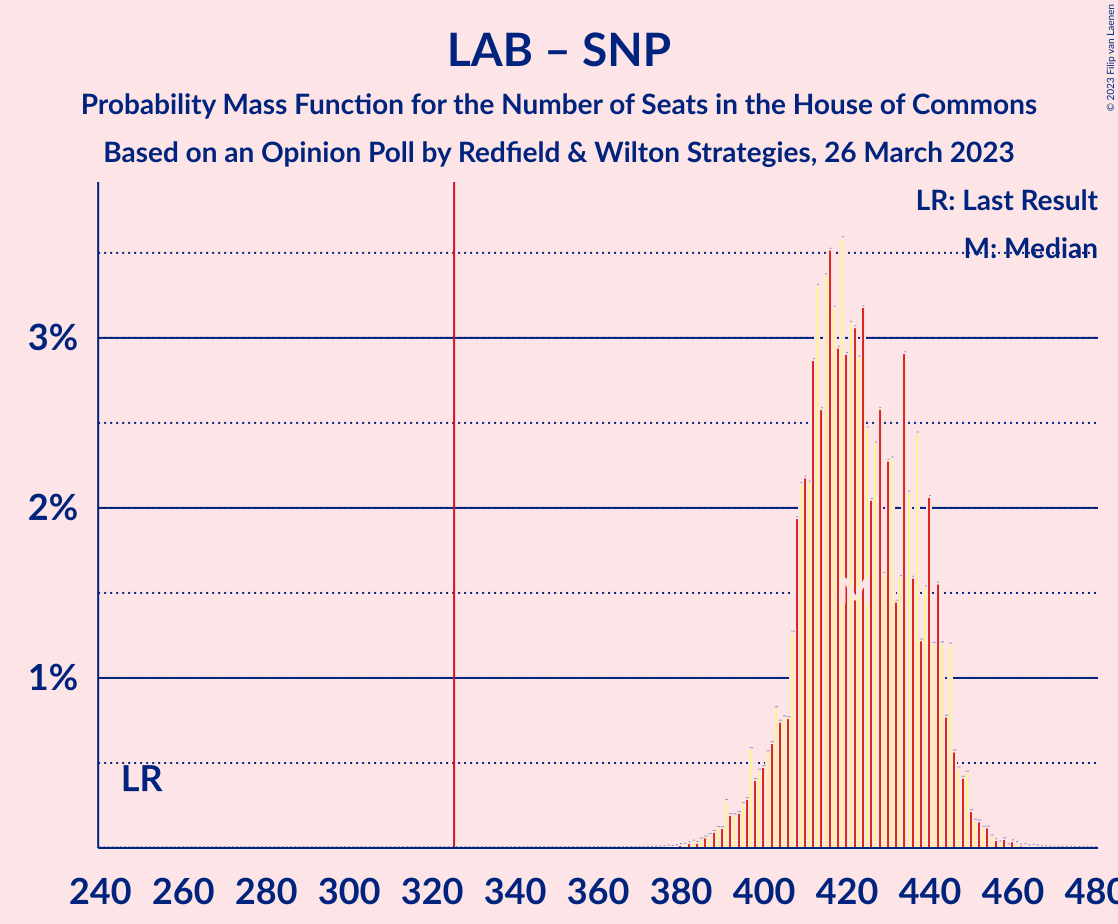 LAB – SNP
Probability Mass Function for the Number of Seats in the House of Commons
Based on an Opinion Poll by Redfield & Wilton Strategies, 26 March 2023
© 2023 Filip van Laenen
LR: Last Result
M: Median
3%
2%
1%
M
LR
240 260 280 300 320 340 360 380 400 420 440 460 480